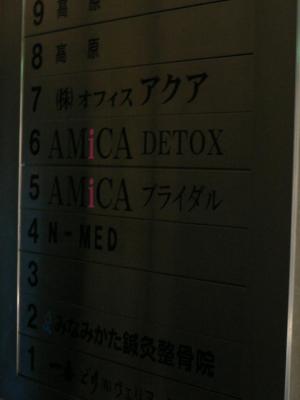 9 高原
8 高原
7 ㈱オフィス アクア
6 AMiCA DETOX
5 AMiCA ブライダル
4 N-MED
3
2 みなみかた鍼灸整骨院
1